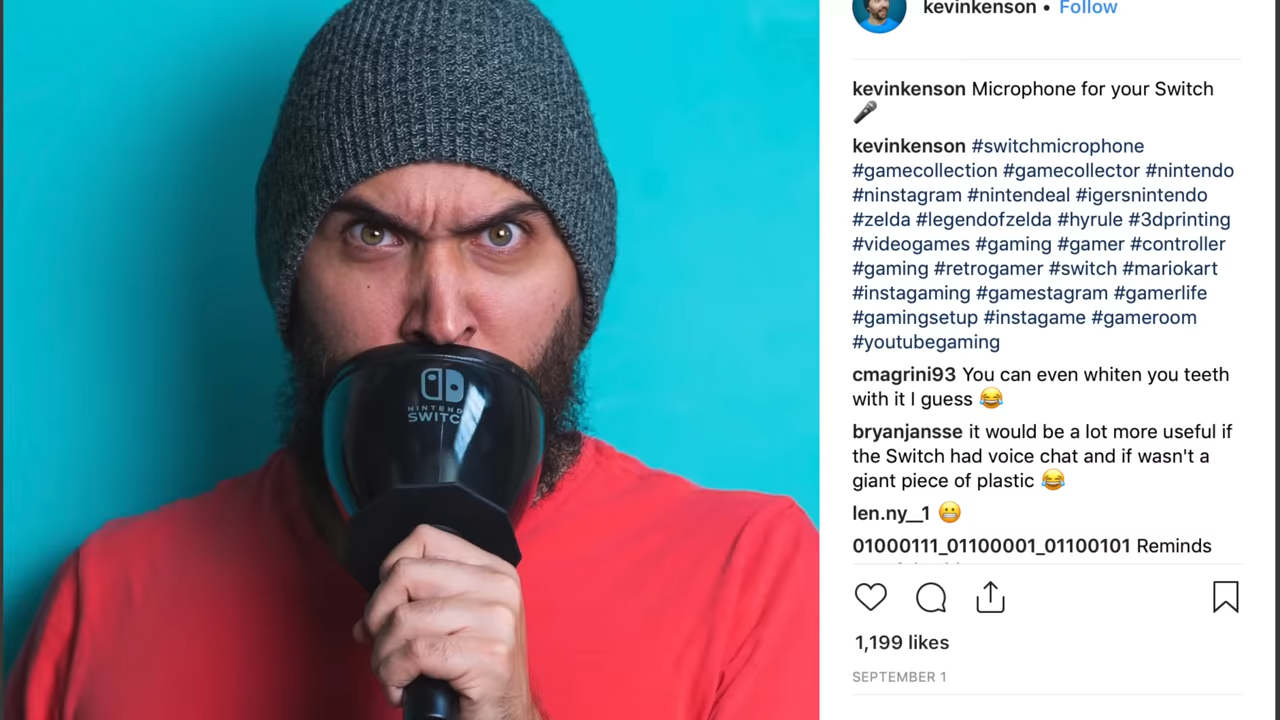 kevinkenson • Follow
kevinkenson Microphone for your Switch
🎤
kevinkenson #switchmicrophone
#gamecollection #gamecollector #nintendo
#ninstagram #nintendeal #igersnintendo
#zelda #legendofzelda #hyrule #3dprinting
#videogames #gaming #gamer #controller
#gaming #retrogamer #switch #mariokart
#instagaming #gamestagram #gamerlife
#gamingsetup #instagame #gameroom
#youtubegaming
cmagrini93 You can even whiten you teeth
with it I guess 😂
bryanjansse it would be a lot more useful if
the Switch had voice chat and if wasn't a
giant piece of plastic 😂
len.ny__1 😬
01000111_01100001_01100101 Reminds
1,199 likes
SEPTEMBER 1
NINTENDO
SWITC